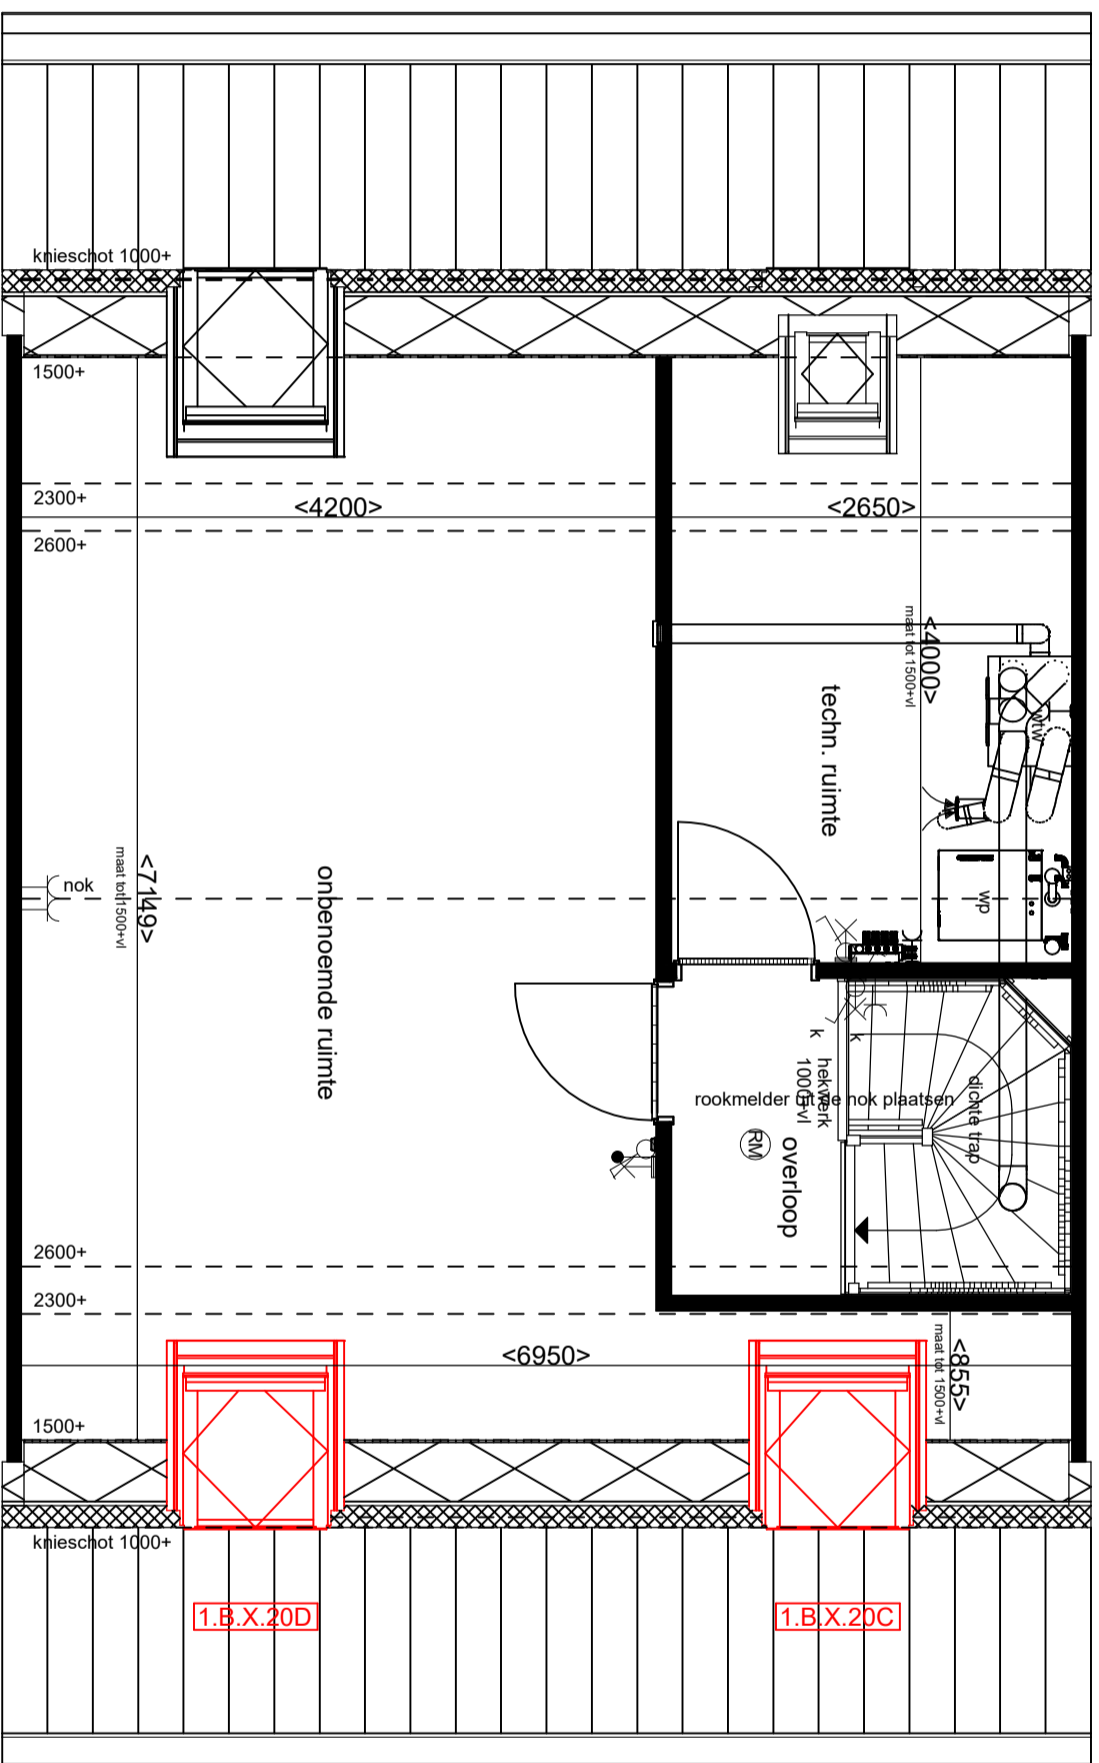 knieschot 1000+
1500+
2300+
<4200>
<2650>
2600+
<4000>
maat tot 1500+vl
techn. ruimte
wtw
wp
nok
<7149>
maat tot 1500+vl
onbenoemde ruimte
k
k
hekwerk
1000+vl
rookmelder uit de nok plaatsen
dichte trap
RM
overloop
2600+
2300+
<6950>
<855>
maat tot 1500+vl
1500+
knieschot 1000+
1.B.X.20D
1.B.X.20C